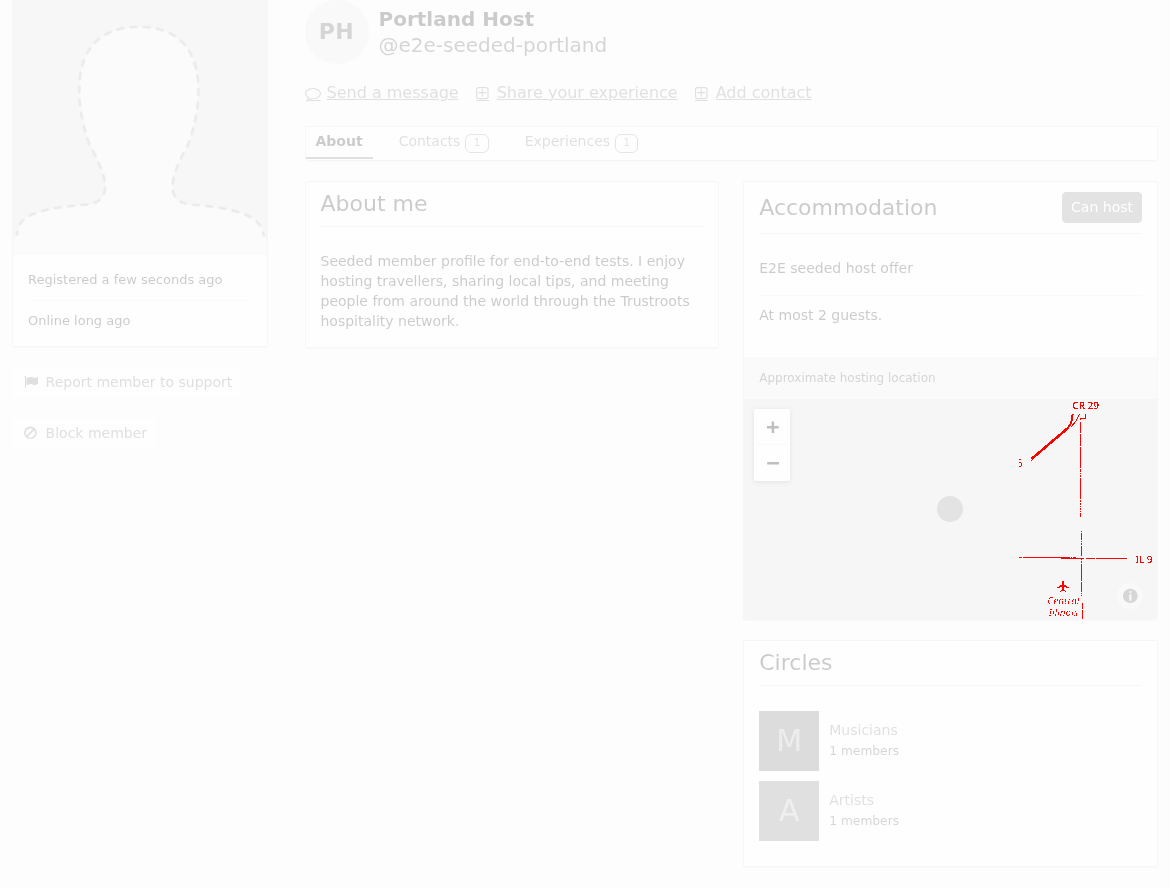 PH
Portland Host
@e2e-seeded-portland
Send a message
Share your experience
Add contact
About
Contacts 1
Experiences 1
Registered a few seconds ago
Online long ago
Report member to support
Block member
About me
Seeded member profile for end-to-end tests. I enjoy
hosting travellers, sharing local tips, and meeting
people from around the world through the Trustroots
hospitality network.
Accommodation
Can host
E2E seeded host offer
At most 2 guests.
Approximate hosting location
+
−
CR 29
IL 9
Central
Illinois
Circles
M
Musicians
1 members
A
Artists
1 members